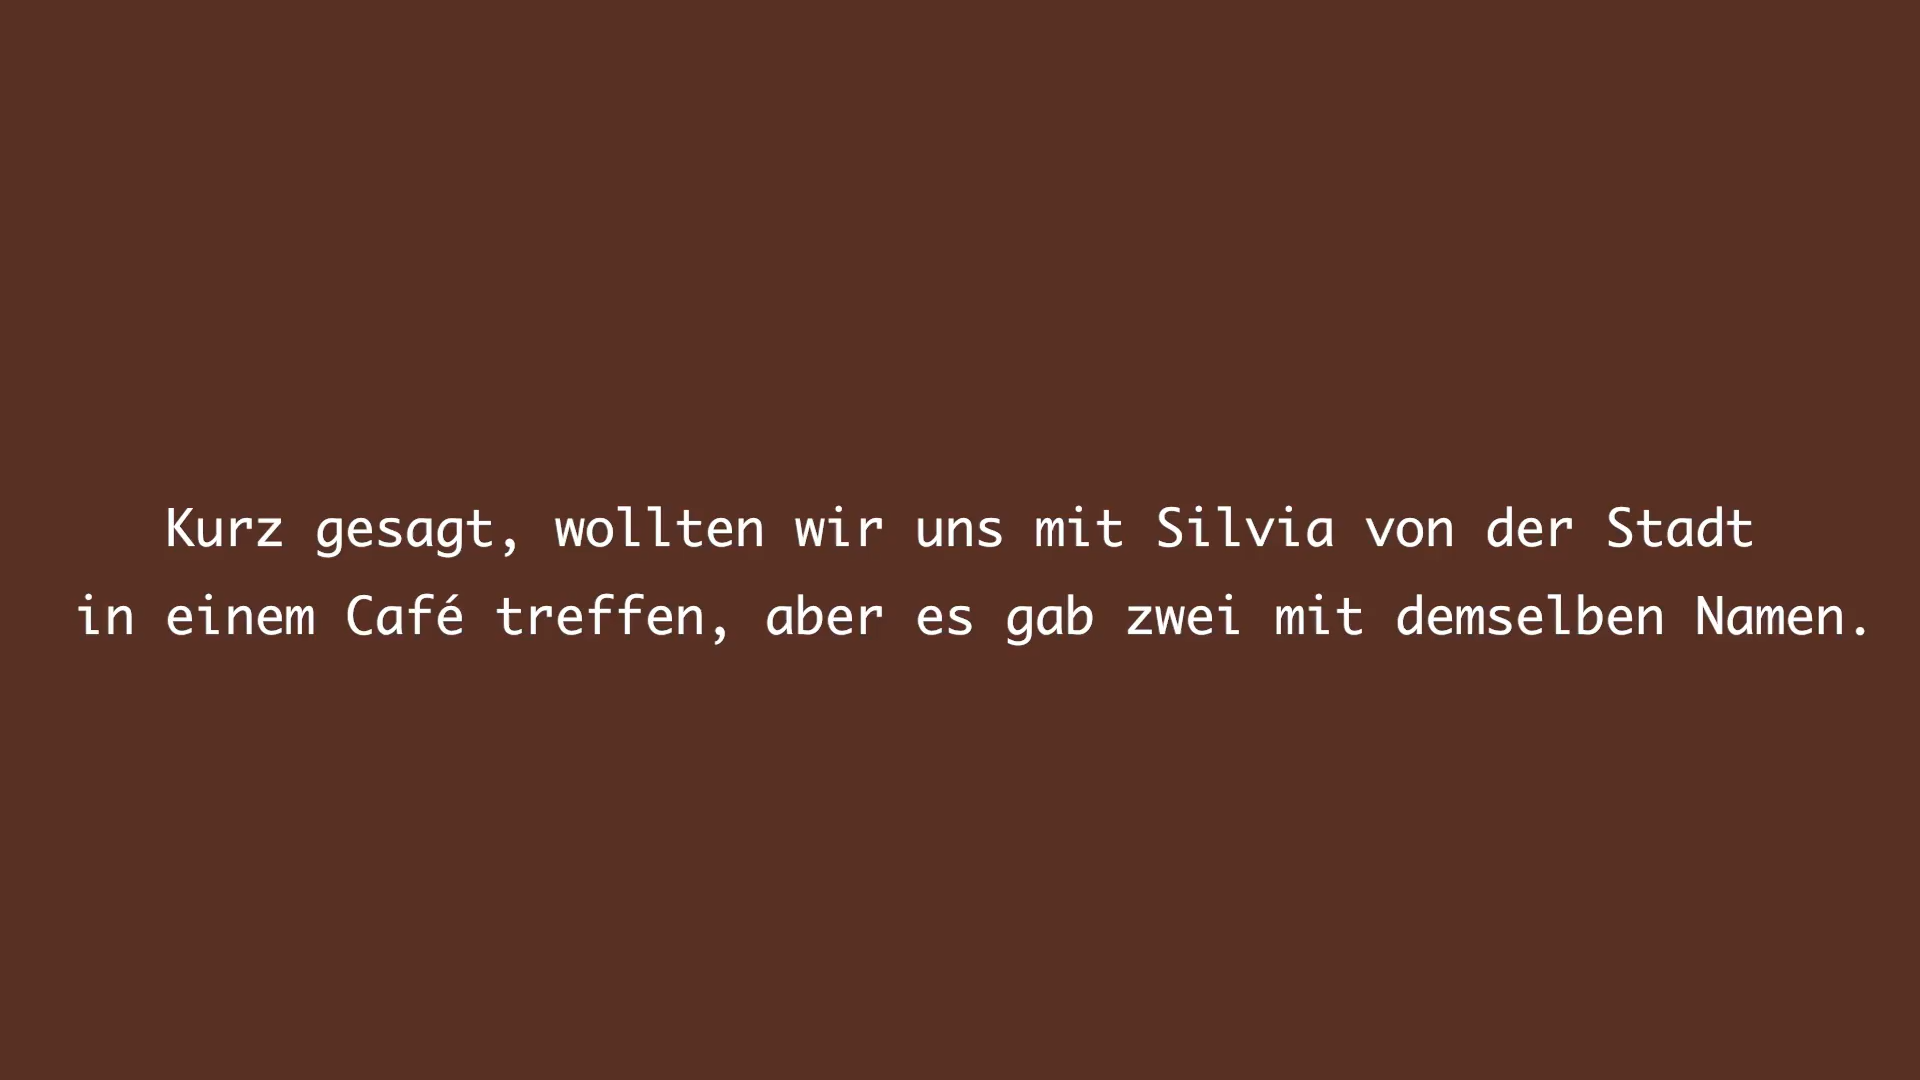 Kurz gesagt, wollten wir uns mit Silvia von der Stadt
in einem Café treffen, aber es gab zwei mit demselben Namen.